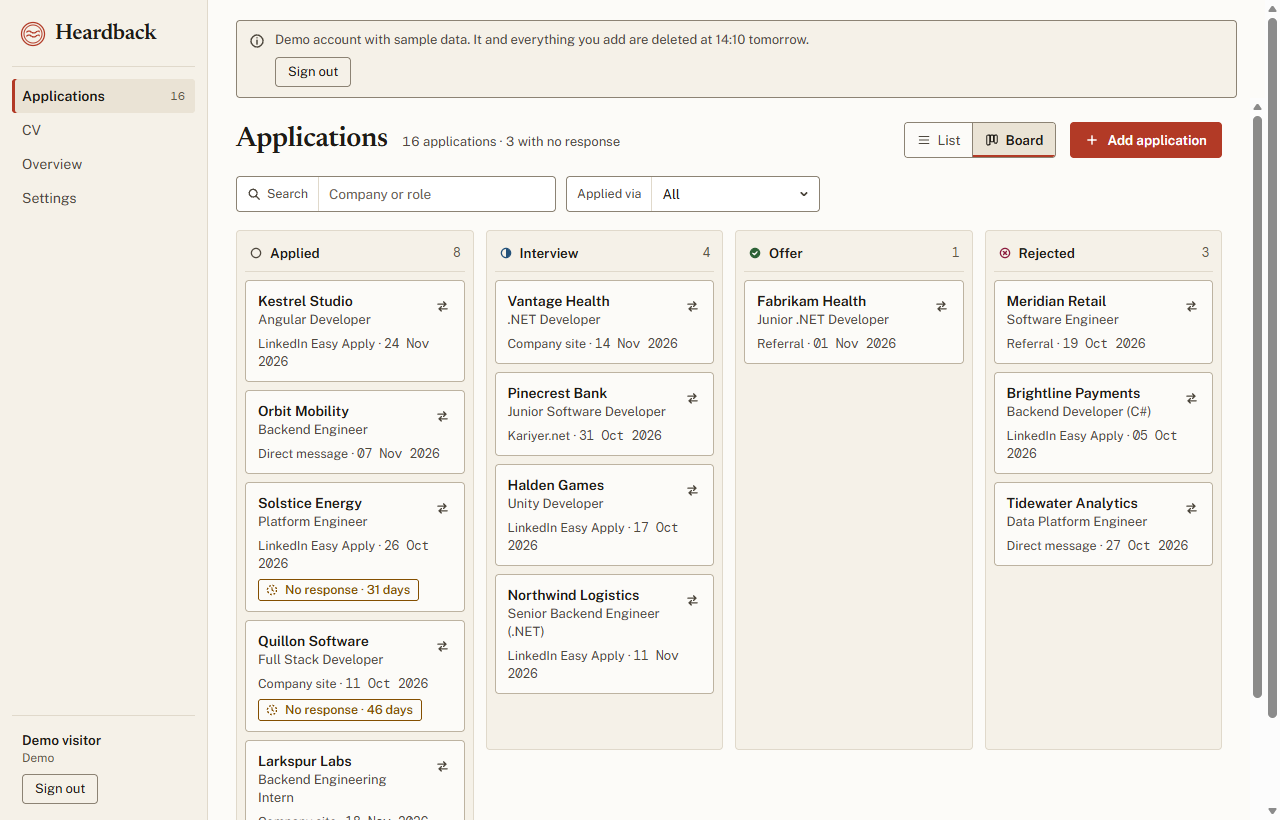 Heardback
Applications 16
CV
Overview
Settings
Demo visitor
Demo
Sign out
Demo account with sample data. It and everything you add are deleted at 14:10 tomorrow.
Sign out
Applications 16 applications · 3 with no response
List Board + Add application
Search Company or role Applied via All
Applied 8
Kestrel Studio
Angular Developer
LinkedIn Easy Apply · 24 Nov
2026
Orbit Mobility
Backend Engineer
Direct message · 07 Nov 2026
Solstice Energy
Platform Engineer
LinkedIn Easy Apply · 26 Oct
2026
No response · 31 days
Quillon Software
Full Stack Developer
Company site · 11 Oct 2026
No response · 46 days
Larkspur Labs
Backend Engineering
Intern
Company site · 18 Nov 2026
Interview 4
Vantage Health
.NET Developer
Company site · 14 Nov 2026
Pinecrest Bank
Junior Software Developer
Kariyer.net · 31 Oct 2026
Halden Games
Unity Developer
LinkedIn Easy Apply · 17 Oct
2026
Northwind Logistics
Senior Backend Engineer
(.NET)
LinkedIn Easy Apply · 11 Nov
2026
Offer 1
Fabrikam Health
Junior .NET Developer
Referral · 01 Nov 2026
Rejected 3
Meridian Retail
Software Engineer
Referral · 19 Oct 2026
Brightline Payments
Backend Developer (C#)
LinkedIn Easy Apply · 05 Oct
2026
Tidewater Analytics
Data Platform Engineer
Direct message · 27 Oct 2026